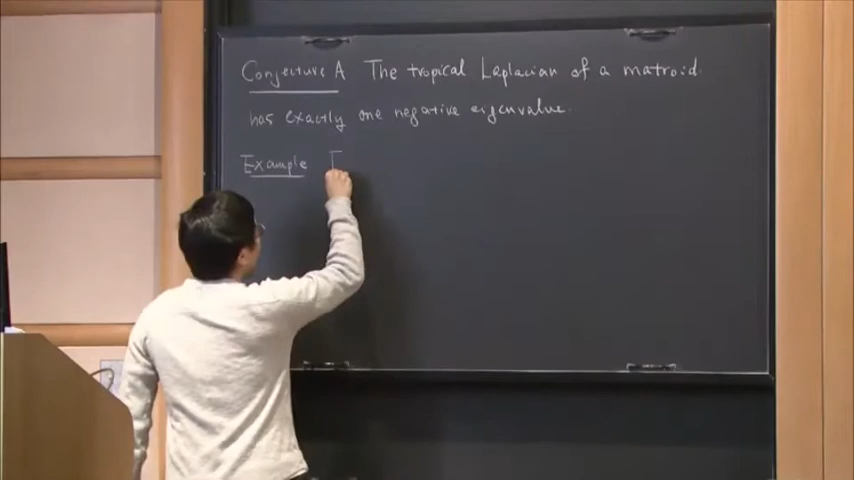 Conjecture A The tropical Laplacian of a matroid
has exactly one negative eigenvalue.
Example